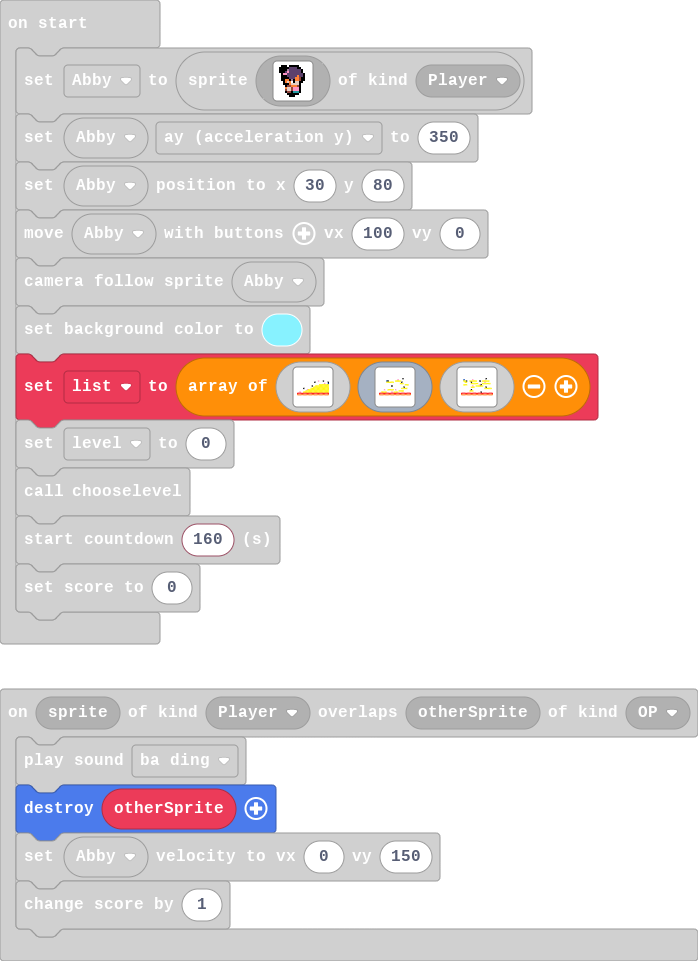 on start
set Abby to sprite of kind Player
set Abby ay (acceleration y) to 350
set Abby position to x 30 y 80
move Abby with buttons vx 100 vy 0
camera follow sprite Abby
set background color to
set list to array of
set level to 0
call chooselevel
start countdown 160 (s)
set score to 0
on sprite of kind Player overlaps otherSprite of kind OP
play sound ba ding
destroy otherSprite
set Abby velocity to vx 0 vy 150
change score by 1